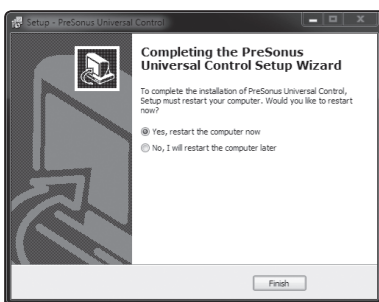 Setup - PreSonus Universal Control
Completing the PreSonus
Universal Control Setup Wizard
To complete the installation of PreSonus Universal Control,
Setup must restart your computer. Would you like to restart
now?
Yes, restart the computer now
No, I will restart the computer later
Finish